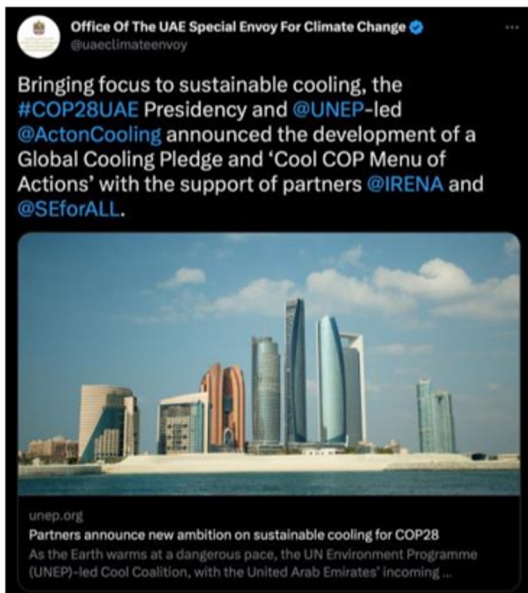 Office Of The UAE Special Envoy For Climate Change
@uaeclimateenvoy
Bringing focus to sustainable cooling, the
#COP28UAE Presidency and @UNEP-led
@ActonCooling announced the development of a
Global Cooling Pledge and ‘Cool COP Menu of
Actions’ with the support of partners @IRENA and
@SEforALL.
unep.org
Partners announce new ambition on sustainable cooling for COP28
As the Earth warms at a dangerous pace, the UN Environment Programme
(UNEP)-led Cool Coalition, with the United Arab Emirates’ incoming ...